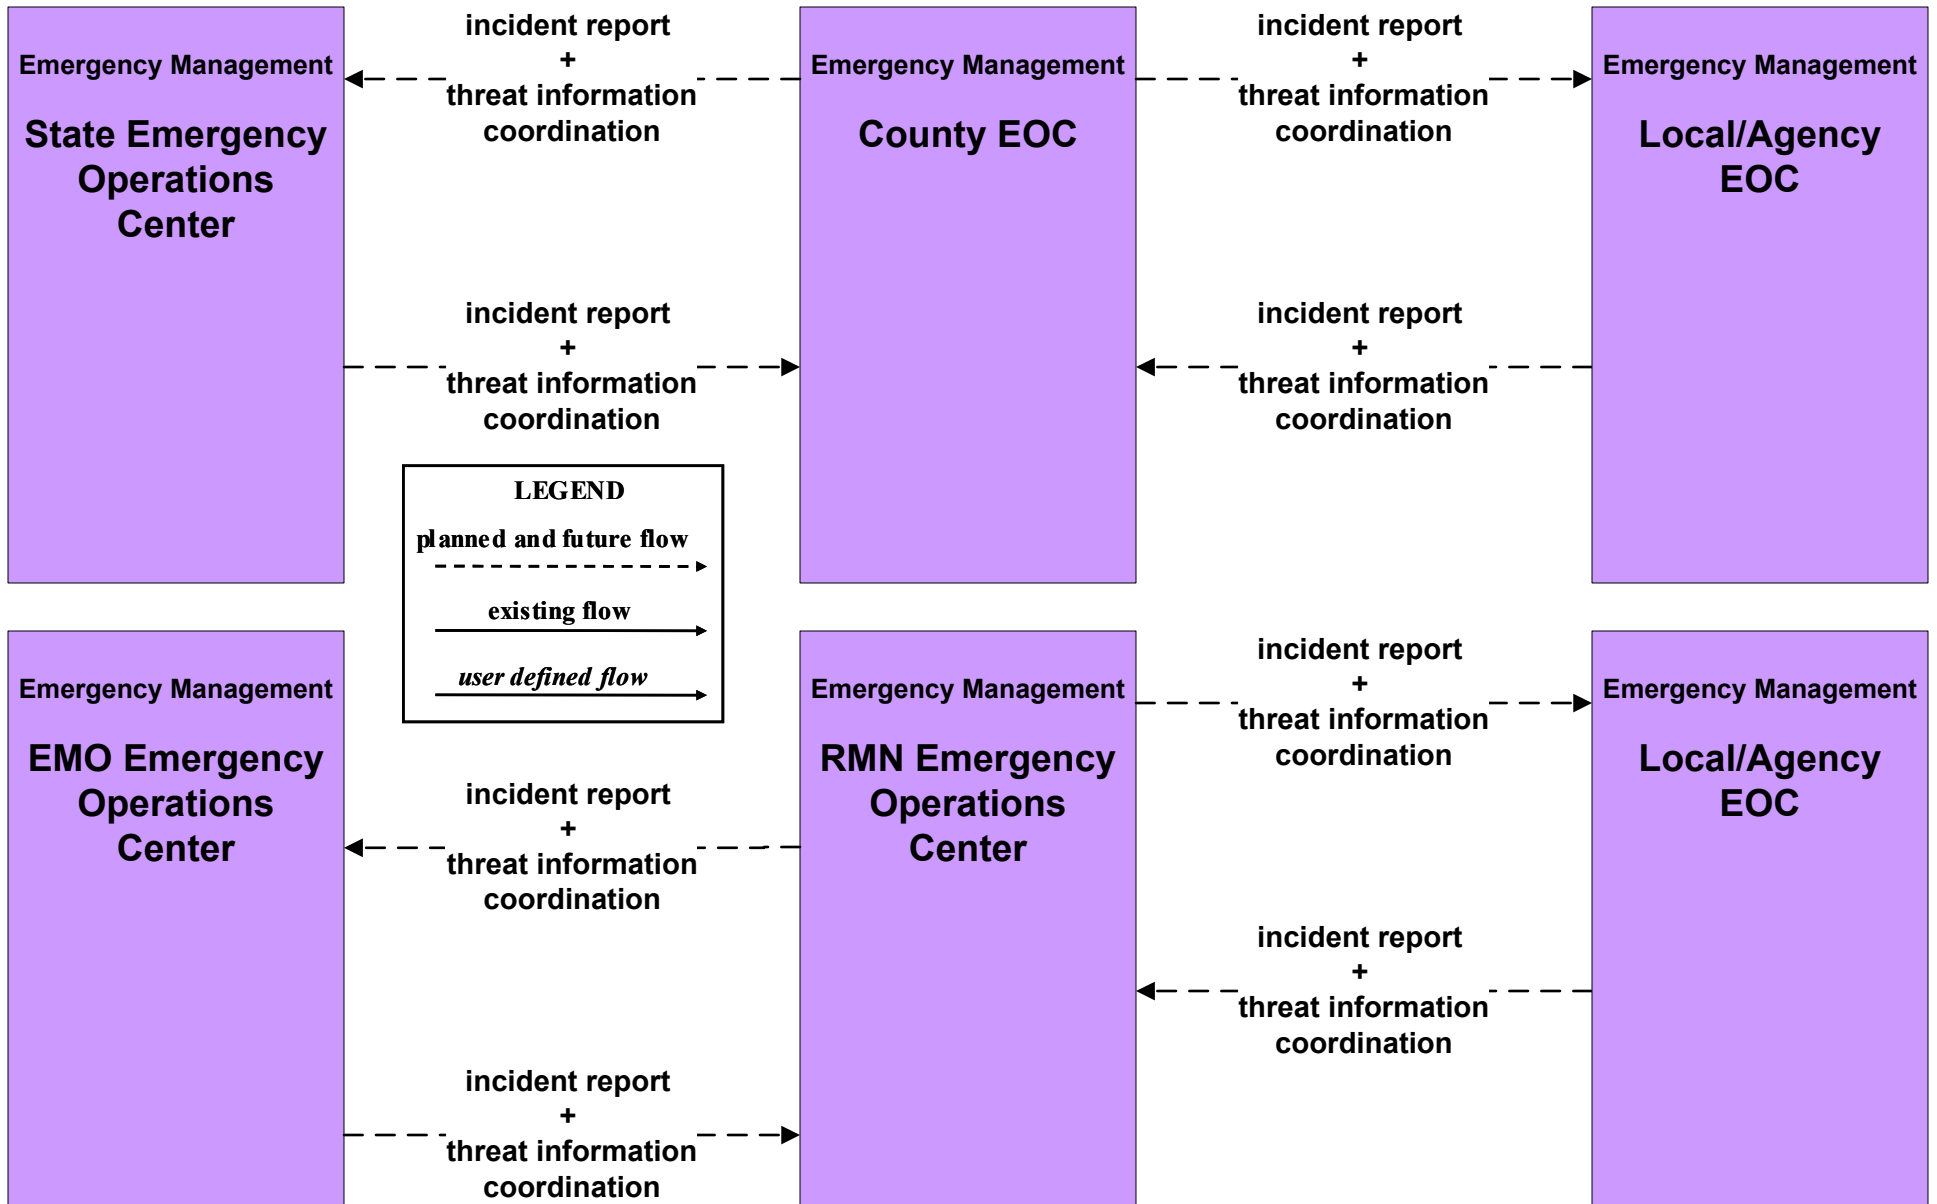 Emergency Management
State Emergency
Operations
Center
incident report
+
threat information
coordination
Emergency Management
County EOC
incident report
+
threat information
coordination
Emergency Management
Local/Agency
EOC
incident report
+
threat information
coordination
incident report
+
threat information
coordination
LEGEND
planned and future flow
existing flow
user defined flow
Emergency Management
EMO Emergency
Operations
Center
incident report
+
threat information
coordination
Emergency Management
RMN Emergency
Operations
Center
incident report
+
threat information
coordination
Emergency Management
Local/Agency
EOC
incident report
+
threat information
coordination
incident report
+
threat information
coordination